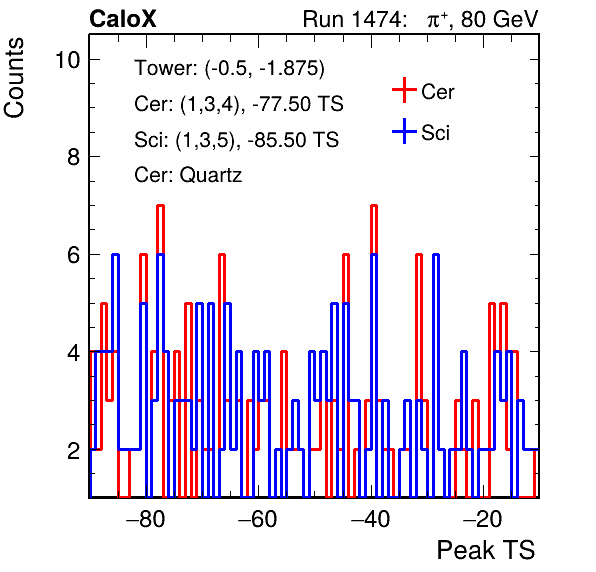 CaloX Run 1474: π⁺, 80 GeV
Counts
Tower: (-0.5, -1.875)
Cer: (1,3,4), -77.50 TS
Sci: (1,3,5), -85.50 TS
Cer: Quartz
Cer
Sci
10
8
6
4
2
−80 −60 −40 −20
Peak TS